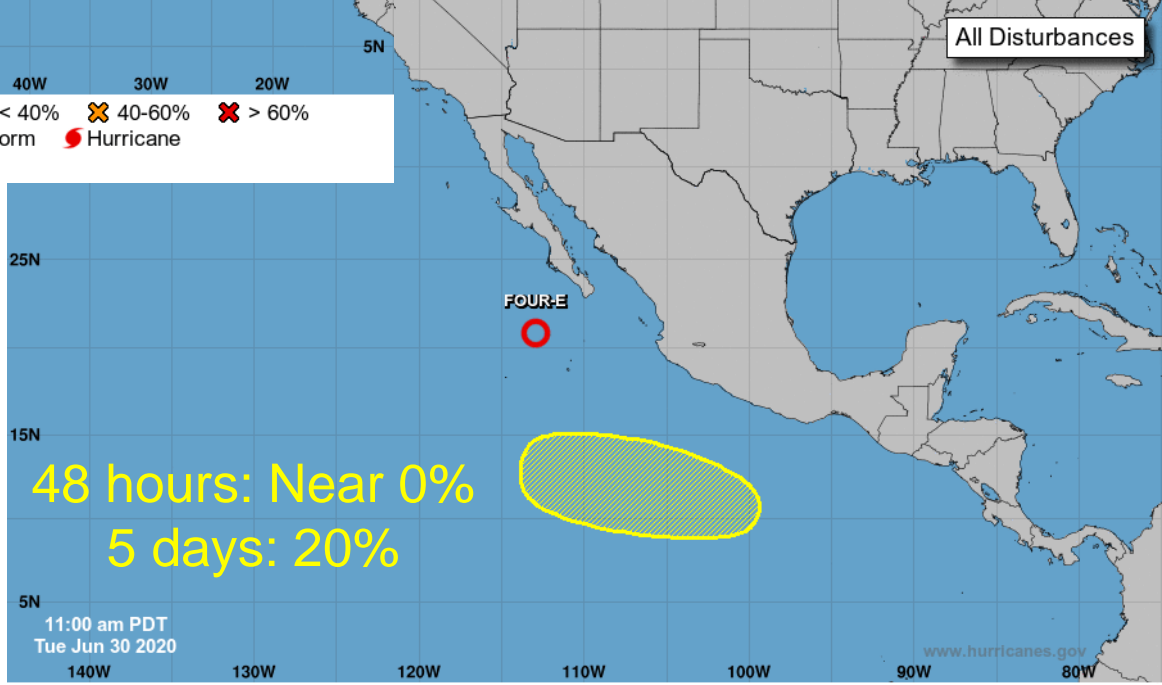 All Disturbances
5N
40W 30W 20W
< 40% 40-60% > 60%
orm Hurricane
25N
FOUR-E
15N
48 hours: Near 0%
5 days: 20%
5N
11:00 am PDT
Tue Jun 30 2020
www.hurricanes.gov
140W 130W 120W 110W 100W 90W 80W